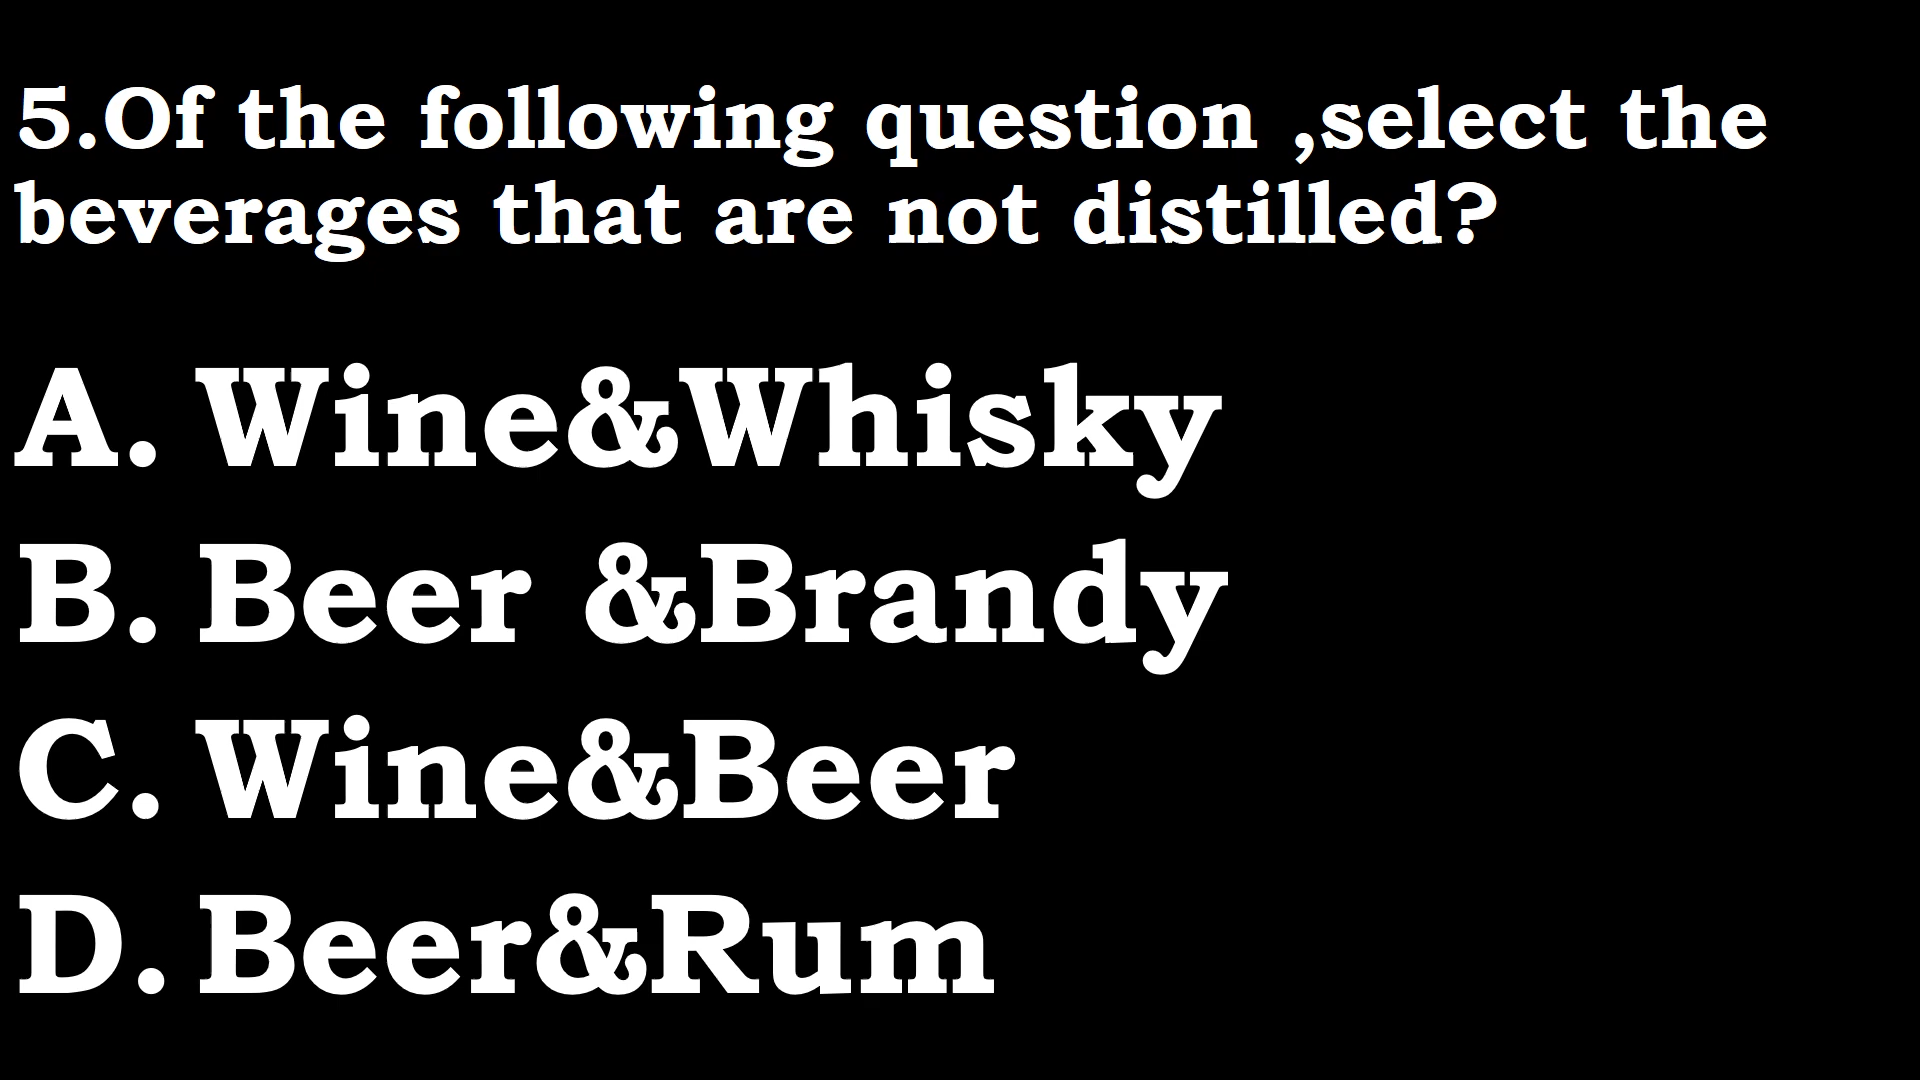 5.Of the following question ,select the
beverages that are not distilled?
A. Wine&Whisky
B. Beer &Brandy
C. Wine&Beer
D. Beer&Rum